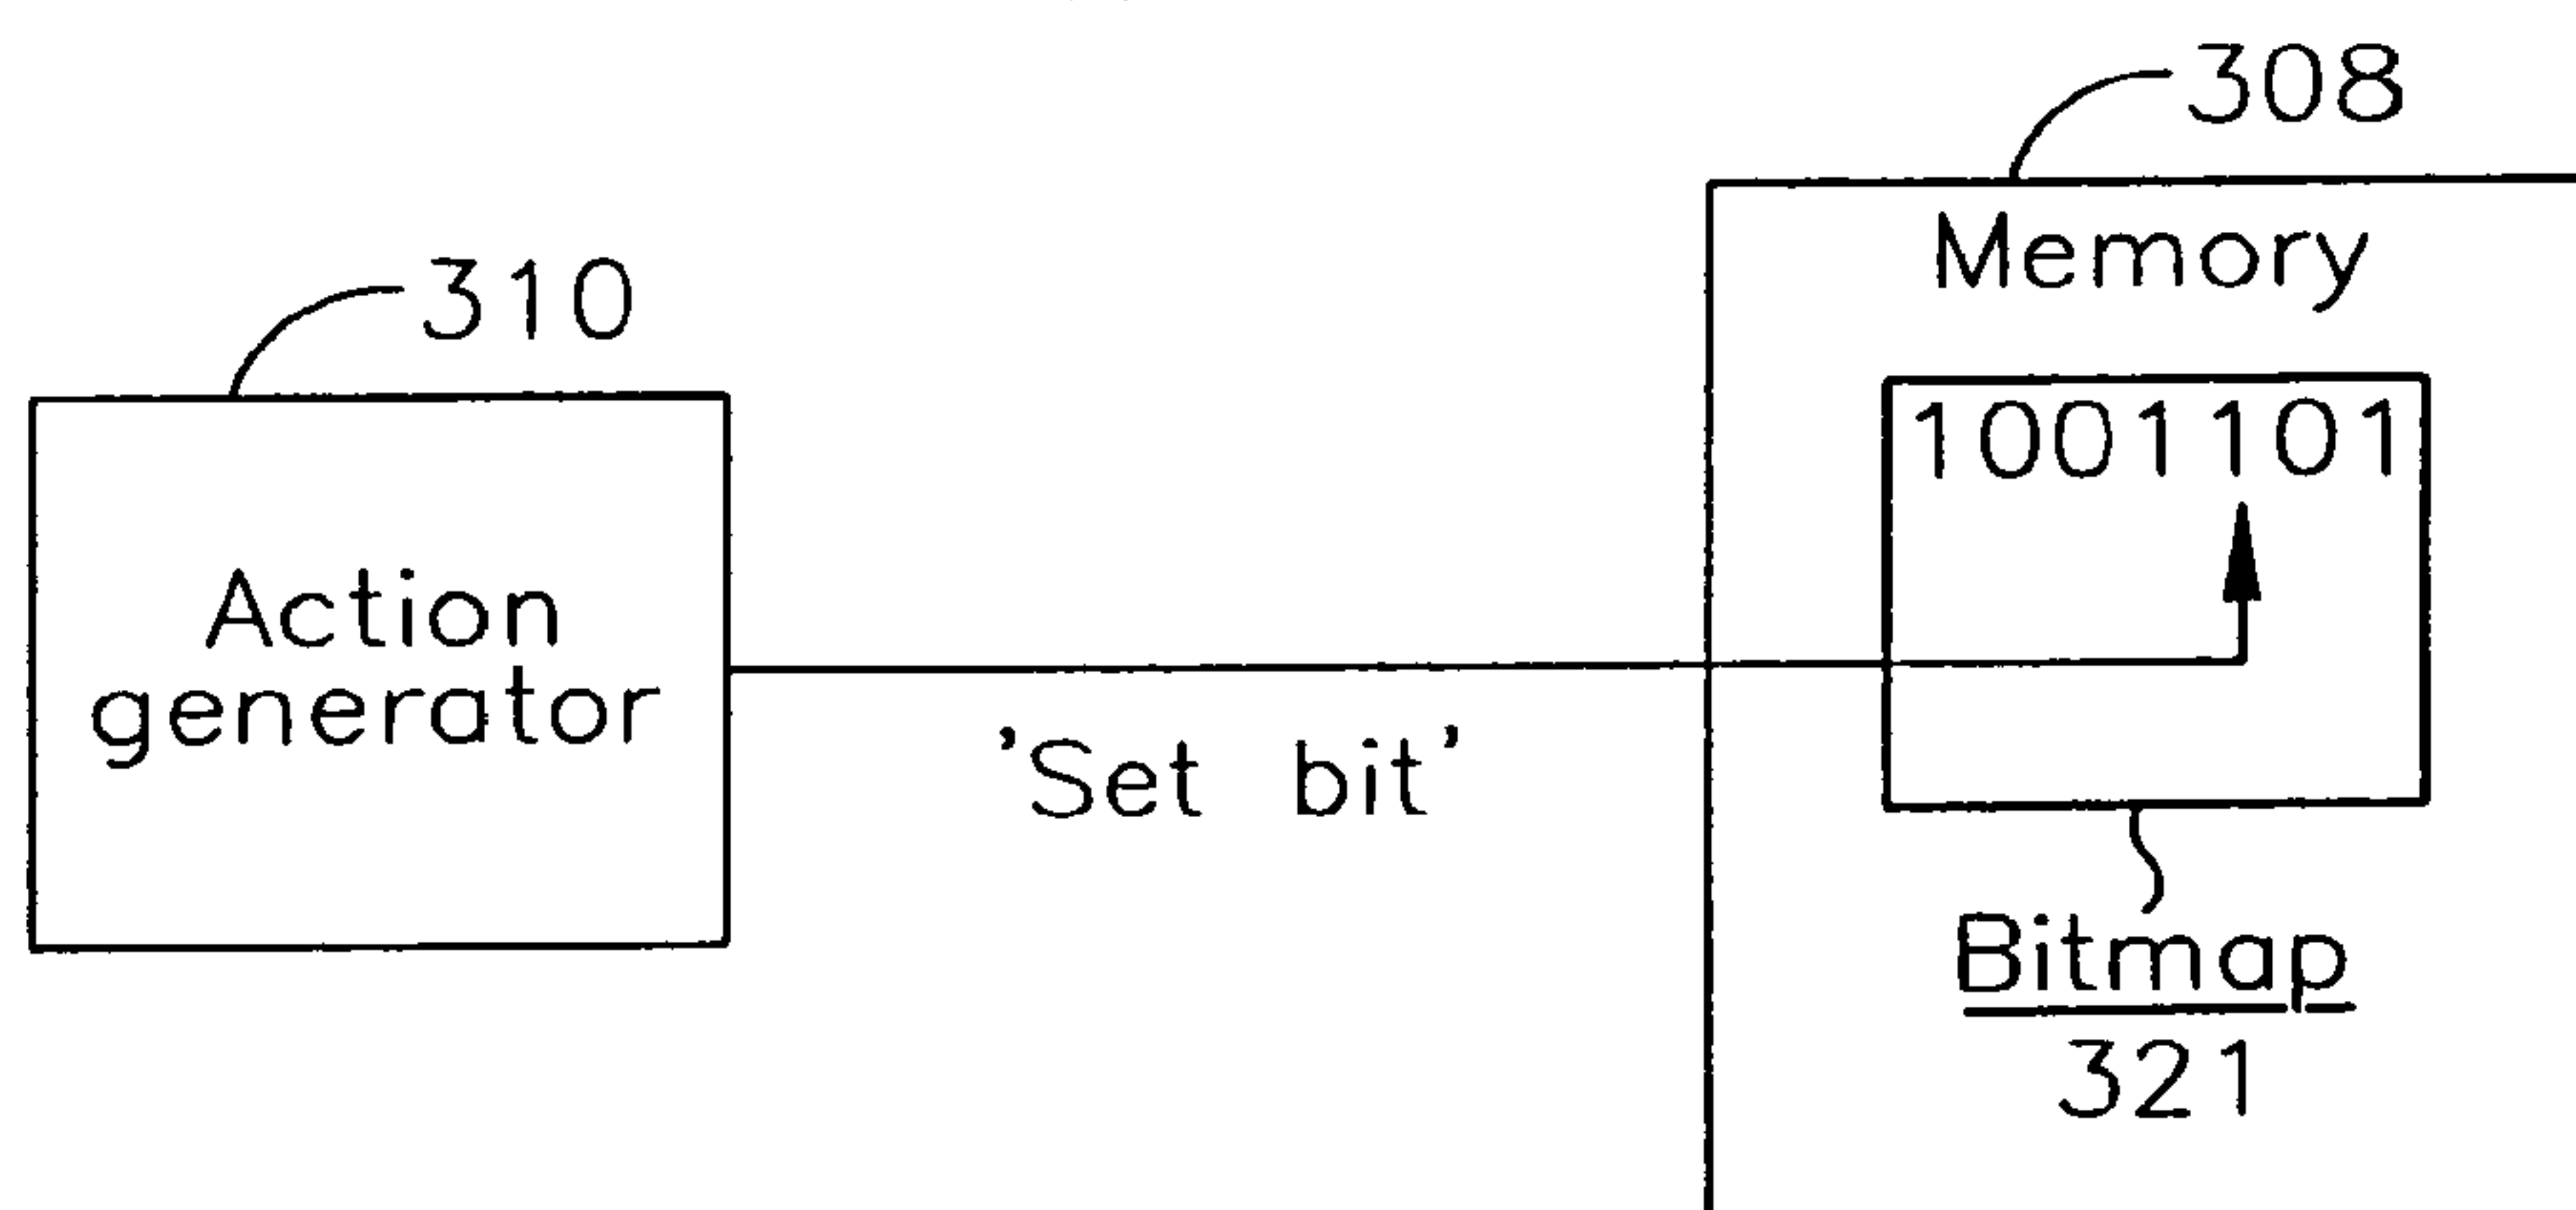 308
Memory
310
1001101
Action
generator
'Set bit'
Bitmap
321